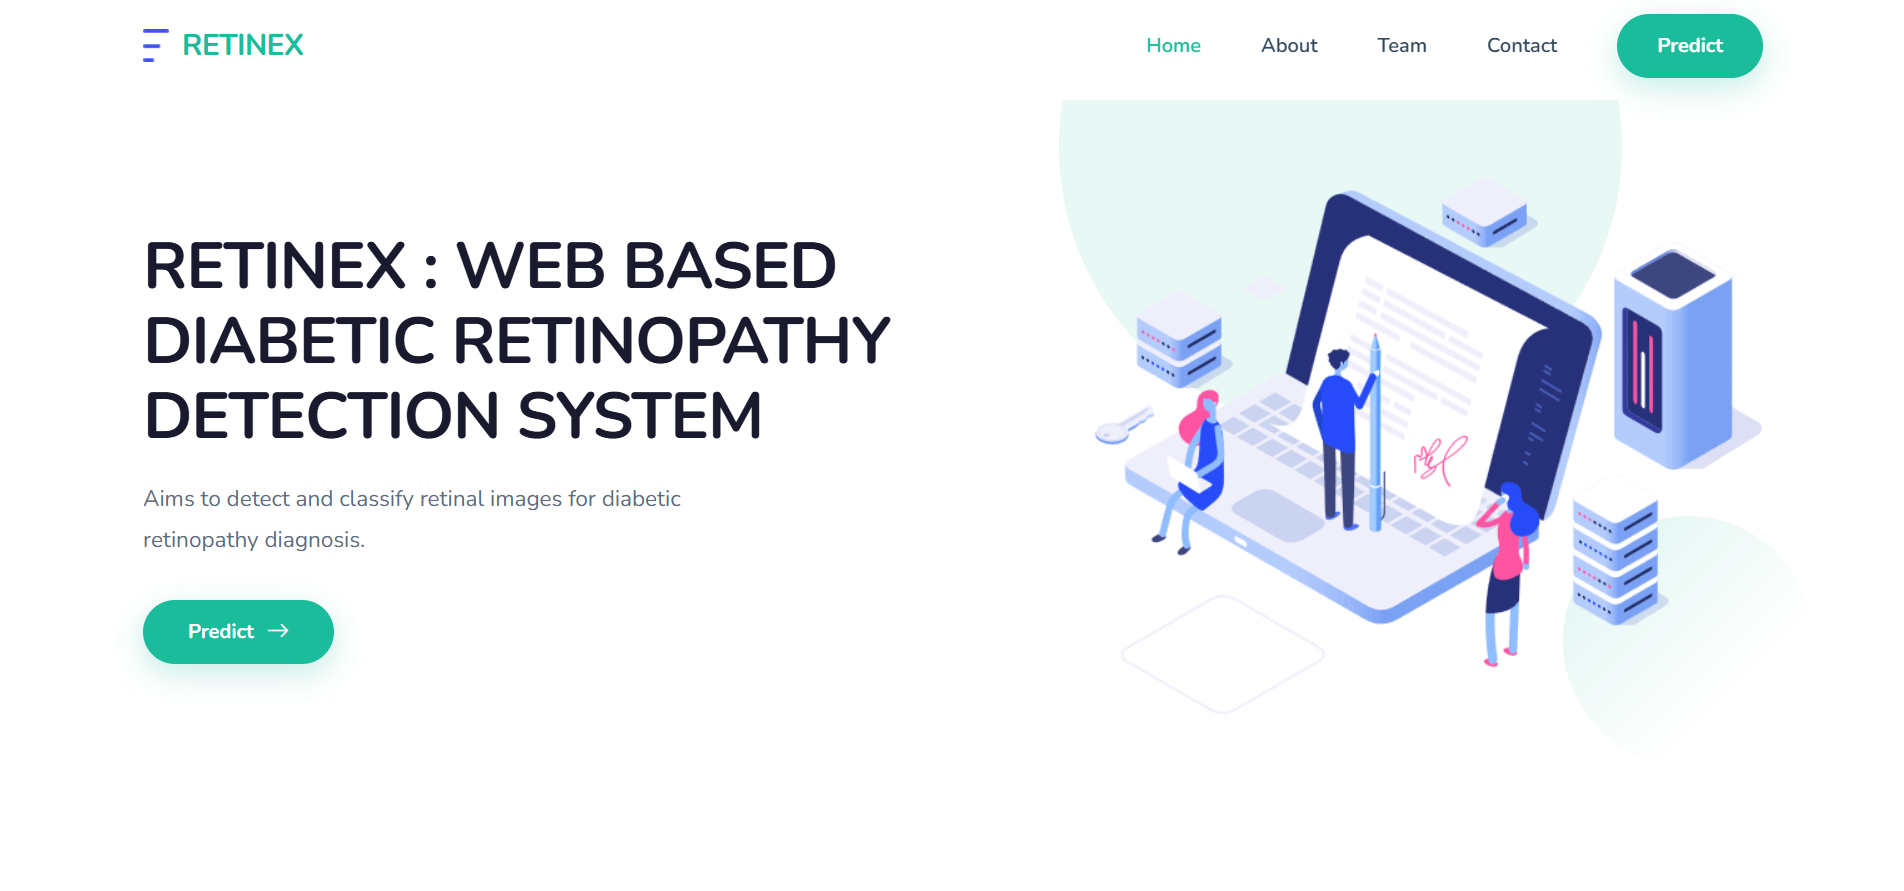 RETINEX
Home About Team Contact Predict
RETINEX : WEB BASED
DIABETIC RETINOPATHY
DETECTION SYSTEM
Aims to detect and classify retinal images for diabetic
retinopathy diagnosis.
Predict →